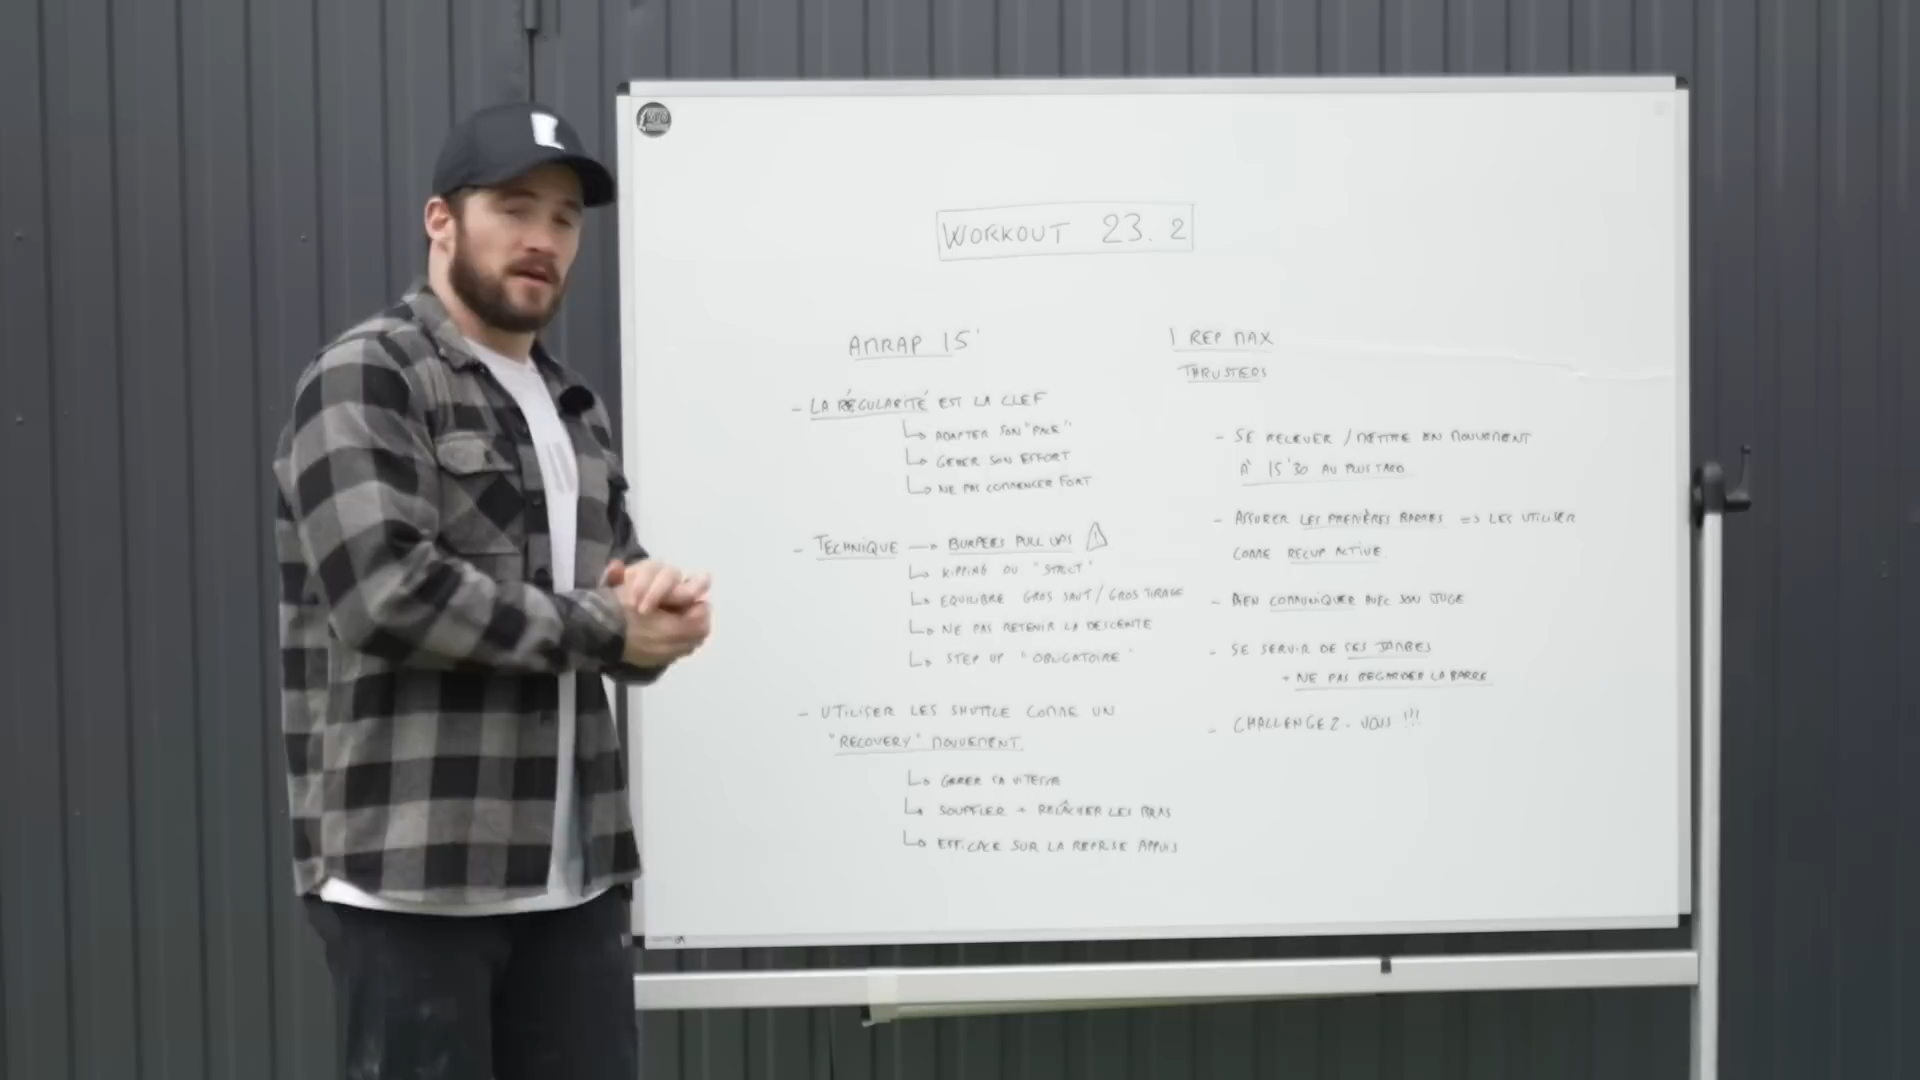 WORKOUT 23.2
AMRAP 15'
- LA RÉGULARITÉ EST LA CLEF
↳ ADAPTER SON "PACE"
↳ GERER SON EFFORT
↳ NE PAS COMMENCER FORT
- TECHNIQUE → BURPEES PULL UPS ⚠
↳ KIPPING OU "STRICT"
↳ EQUILIBRE GROS SAUT / GROS TIRAGE
↳ NE PAS RETENIR LA DESCENTE
↳ STEP UP "OBLIGATOIRE"
- UTILISER LES SHUTTLE COMME UN
"RECOVERY" MOUVEMENT.
↳ GERER SA VITESSE
↳ SOUFFLER + RELÂCHER LES BRAS
↳ EFFICACE SUR LA REPRISE APPUIS
1 REP MAX
THRUSTERS
- SE RELEVER / METTRE EN MOUVEMENT
À 15'30 AU PLUS TARD
- ASSURER LES PREMIÈRES BARRES => LES UTILISER
COMME RECUP ACTIVE.
- BIEN COMMUNIQUER AVEC SON JUGE
- SE SERVIR DE SES JAMBES
+ NE PAS REGARDER LA BARRE
- CHALLENGEZ-VOUS !!!